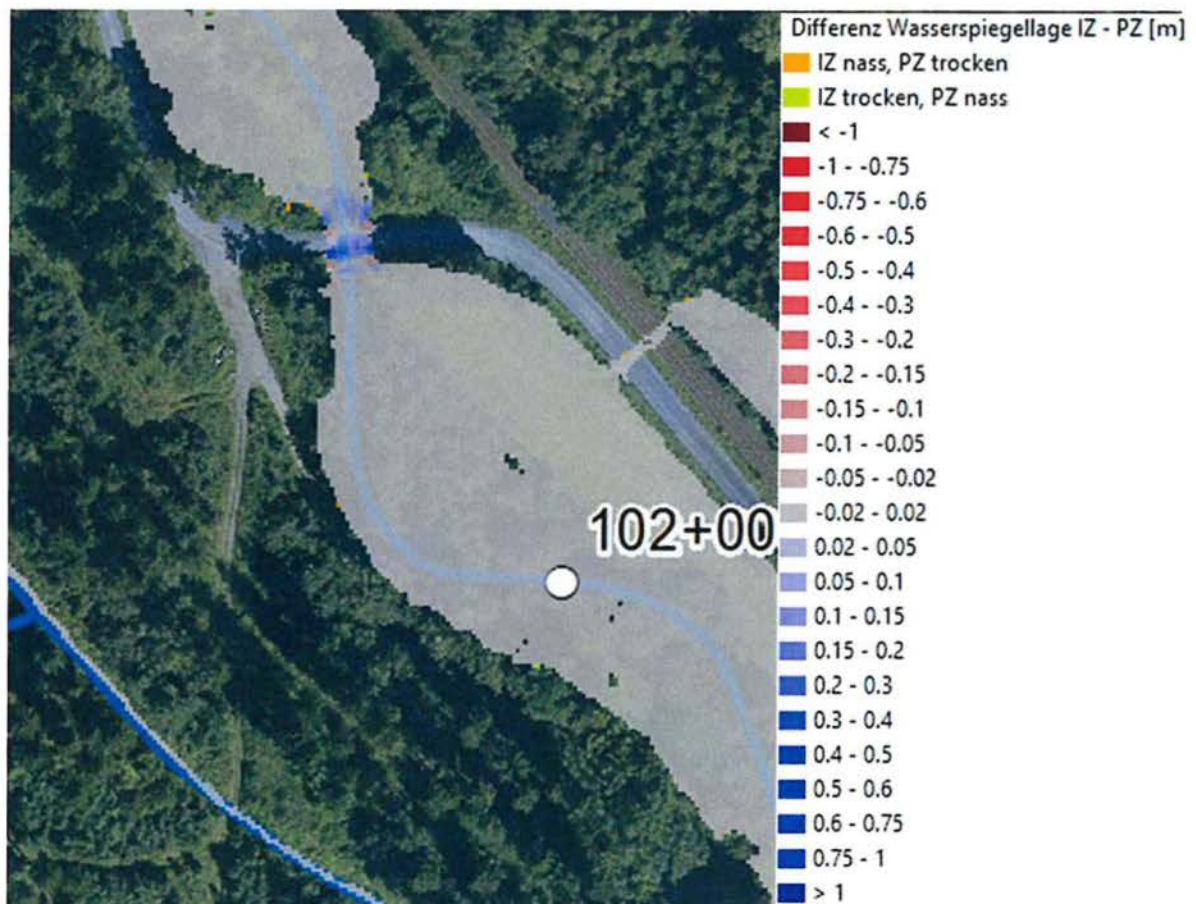 Differenz Wasserspiegellage IZ - PZ [m]
IZ nass, PZ trocken
IZ trocken, PZ nass
< -1
-1 - -0.75
-0.75 - -0.6
-0.6 - -0.5
-0.5 - -0.4
-0.4 - -0.3
-0.3 - -0.2
-0.2 - -0.15
-0.15 - -0.1
-0.1 - -0.05
-0.05 - -0.02
-0.02 - 0.02
0.02 - 0.05
0.05 - 0.1
0.1 - 0.15
0.15 - 0.2
0.2 - 0.3
0.3 - 0.4
0.4 - 0.5
0.5 - 0.6
0.6 - 0.75
0.75 - 1
> 1
102+00